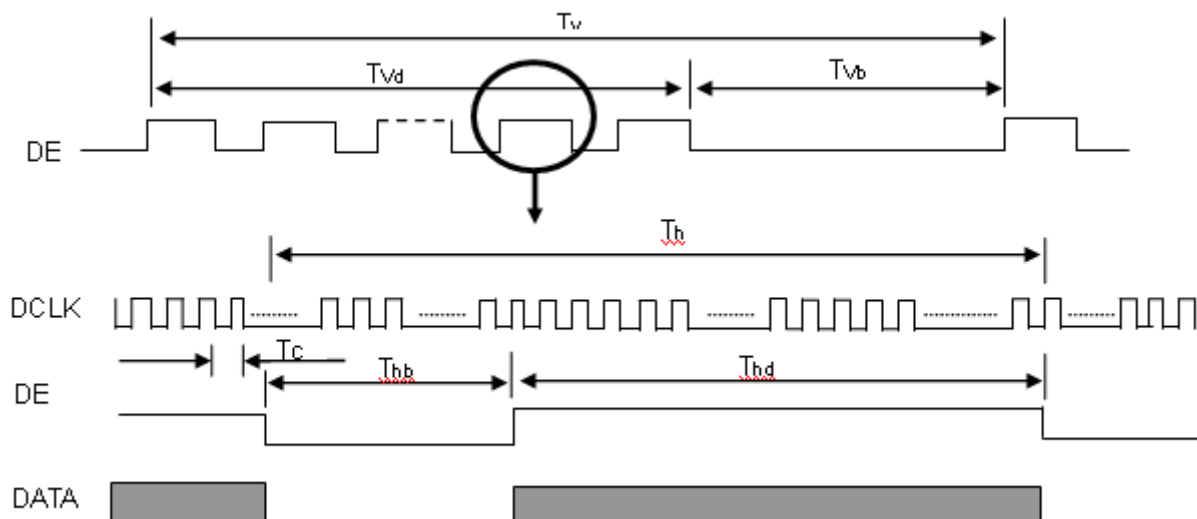 Tv
TVd
TVb
DE
Th
DCLK
TC
Thb
Thd
DE
DATA